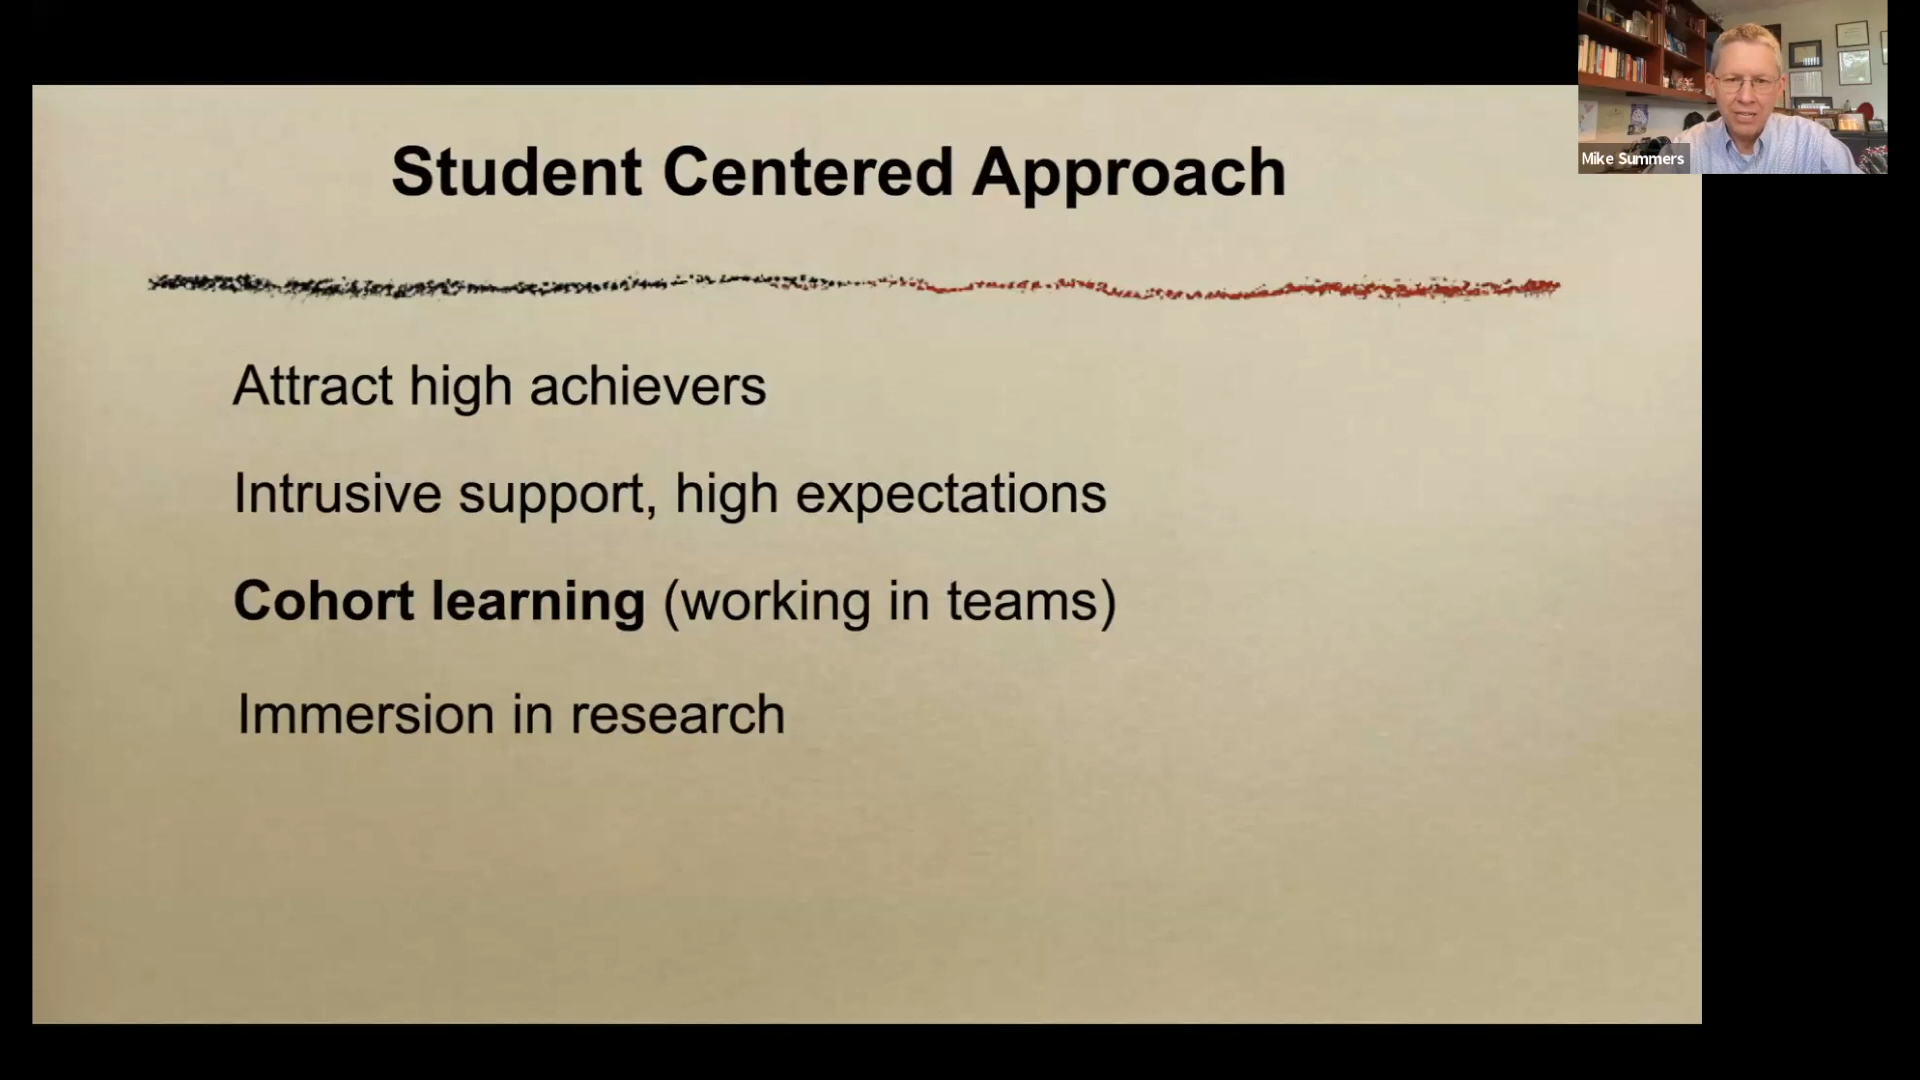 Student Centered Approach
Mike Summers
Attract high achievers
Intrusive support, high expectations
Cohort learning (working in teams)
Immersion in research